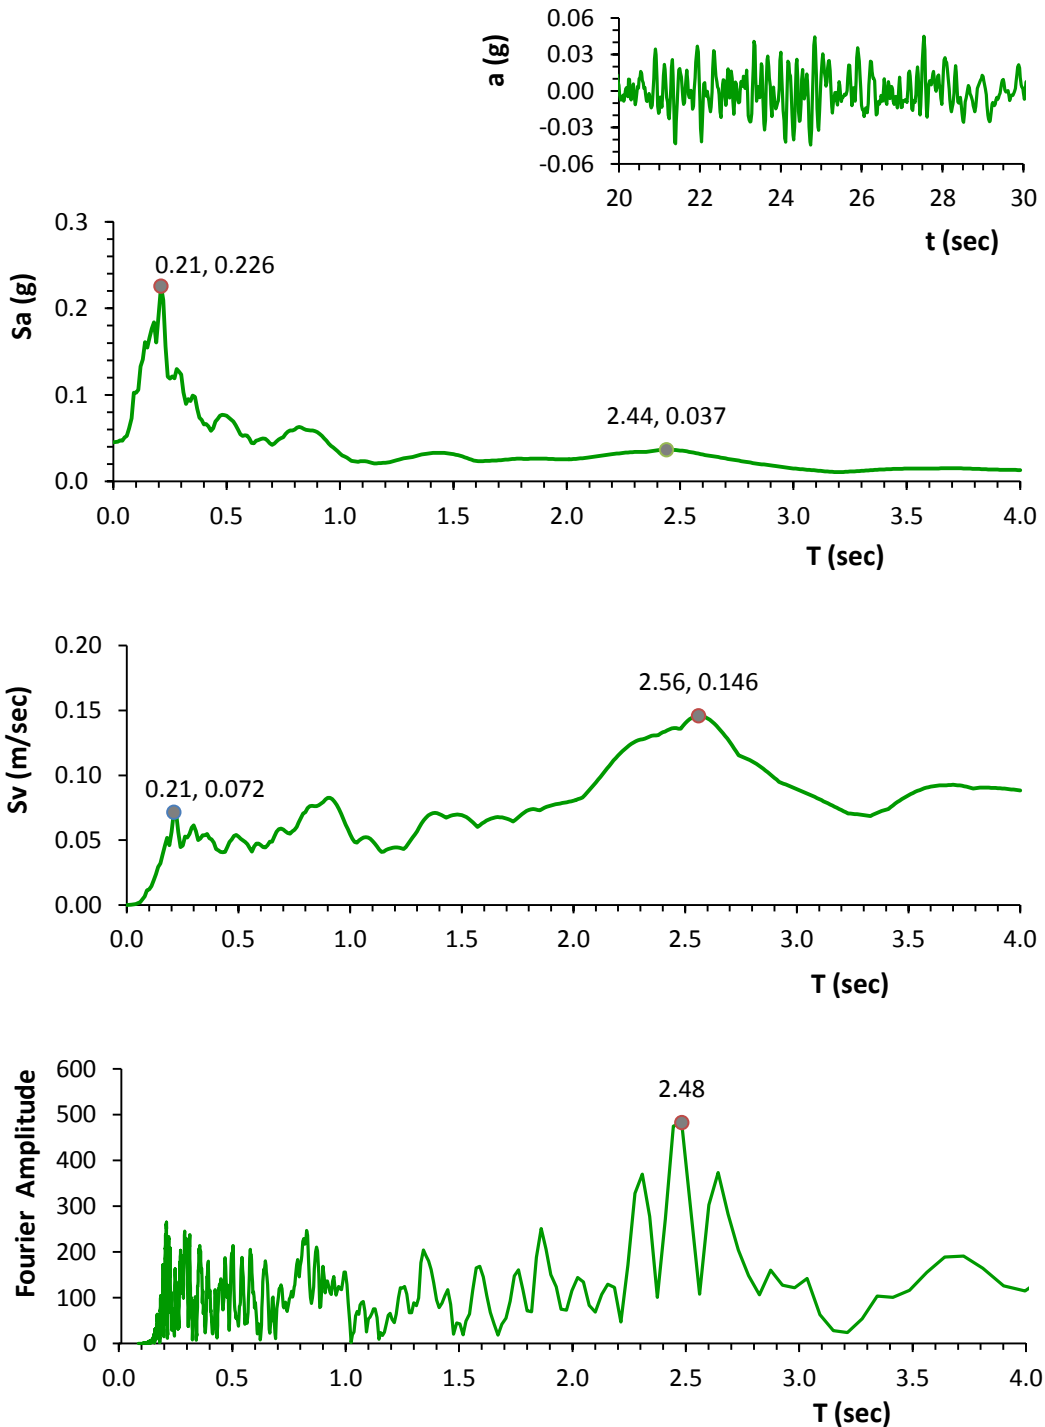 0.06
0.03
0.00
-0.03
-0.06
a (g)
20 22 24 26 28 30
t (sec)
0.3
0.2
0.1
0.0
Sa (g)
0.21, 0.226
2.44, 0.037
0.0 0.5 1.0 1.5 2.0 2.5 3.0 3.5 4.0
T (sec)
0.20
0.15
0.10
0.05
0.00
Sv (m/sec)
2.56, 0.146
0.21, 0.072
0.0 0.5 1.0 1.5 2.0 2.5 3.0 3.5 4.0
T (sec)
600
500
400
300
200
100
0
Fourier Amplitude
2.48
0.0 0.5 1.0 1.5 2.0 2.5 3.0 3.5 4.0
T (sec)